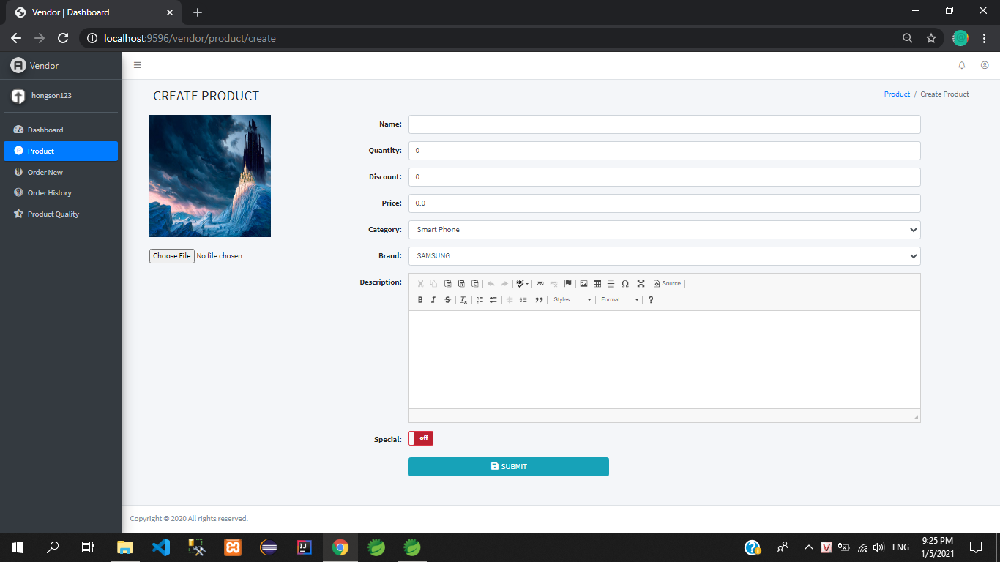 Vendor | Dashboard
localhost:9596/vendor/product/create
Vendor
hongson123
Dashboard
Product
Order New
Order History
Product Quality
CREATE PRODUCT
Product / Create Product
Choose File No file chosen
Name:
Quantity: 0
Discount: 0
Price: 0.0
Category: Smart Phone
Brand: SAMSUNG
Description:
Source
B I S Styles Format ?
Special: off
SUBMIT
Copyright © 2020 All rights reserved.
ENG
9:25 PM
1/5/2021